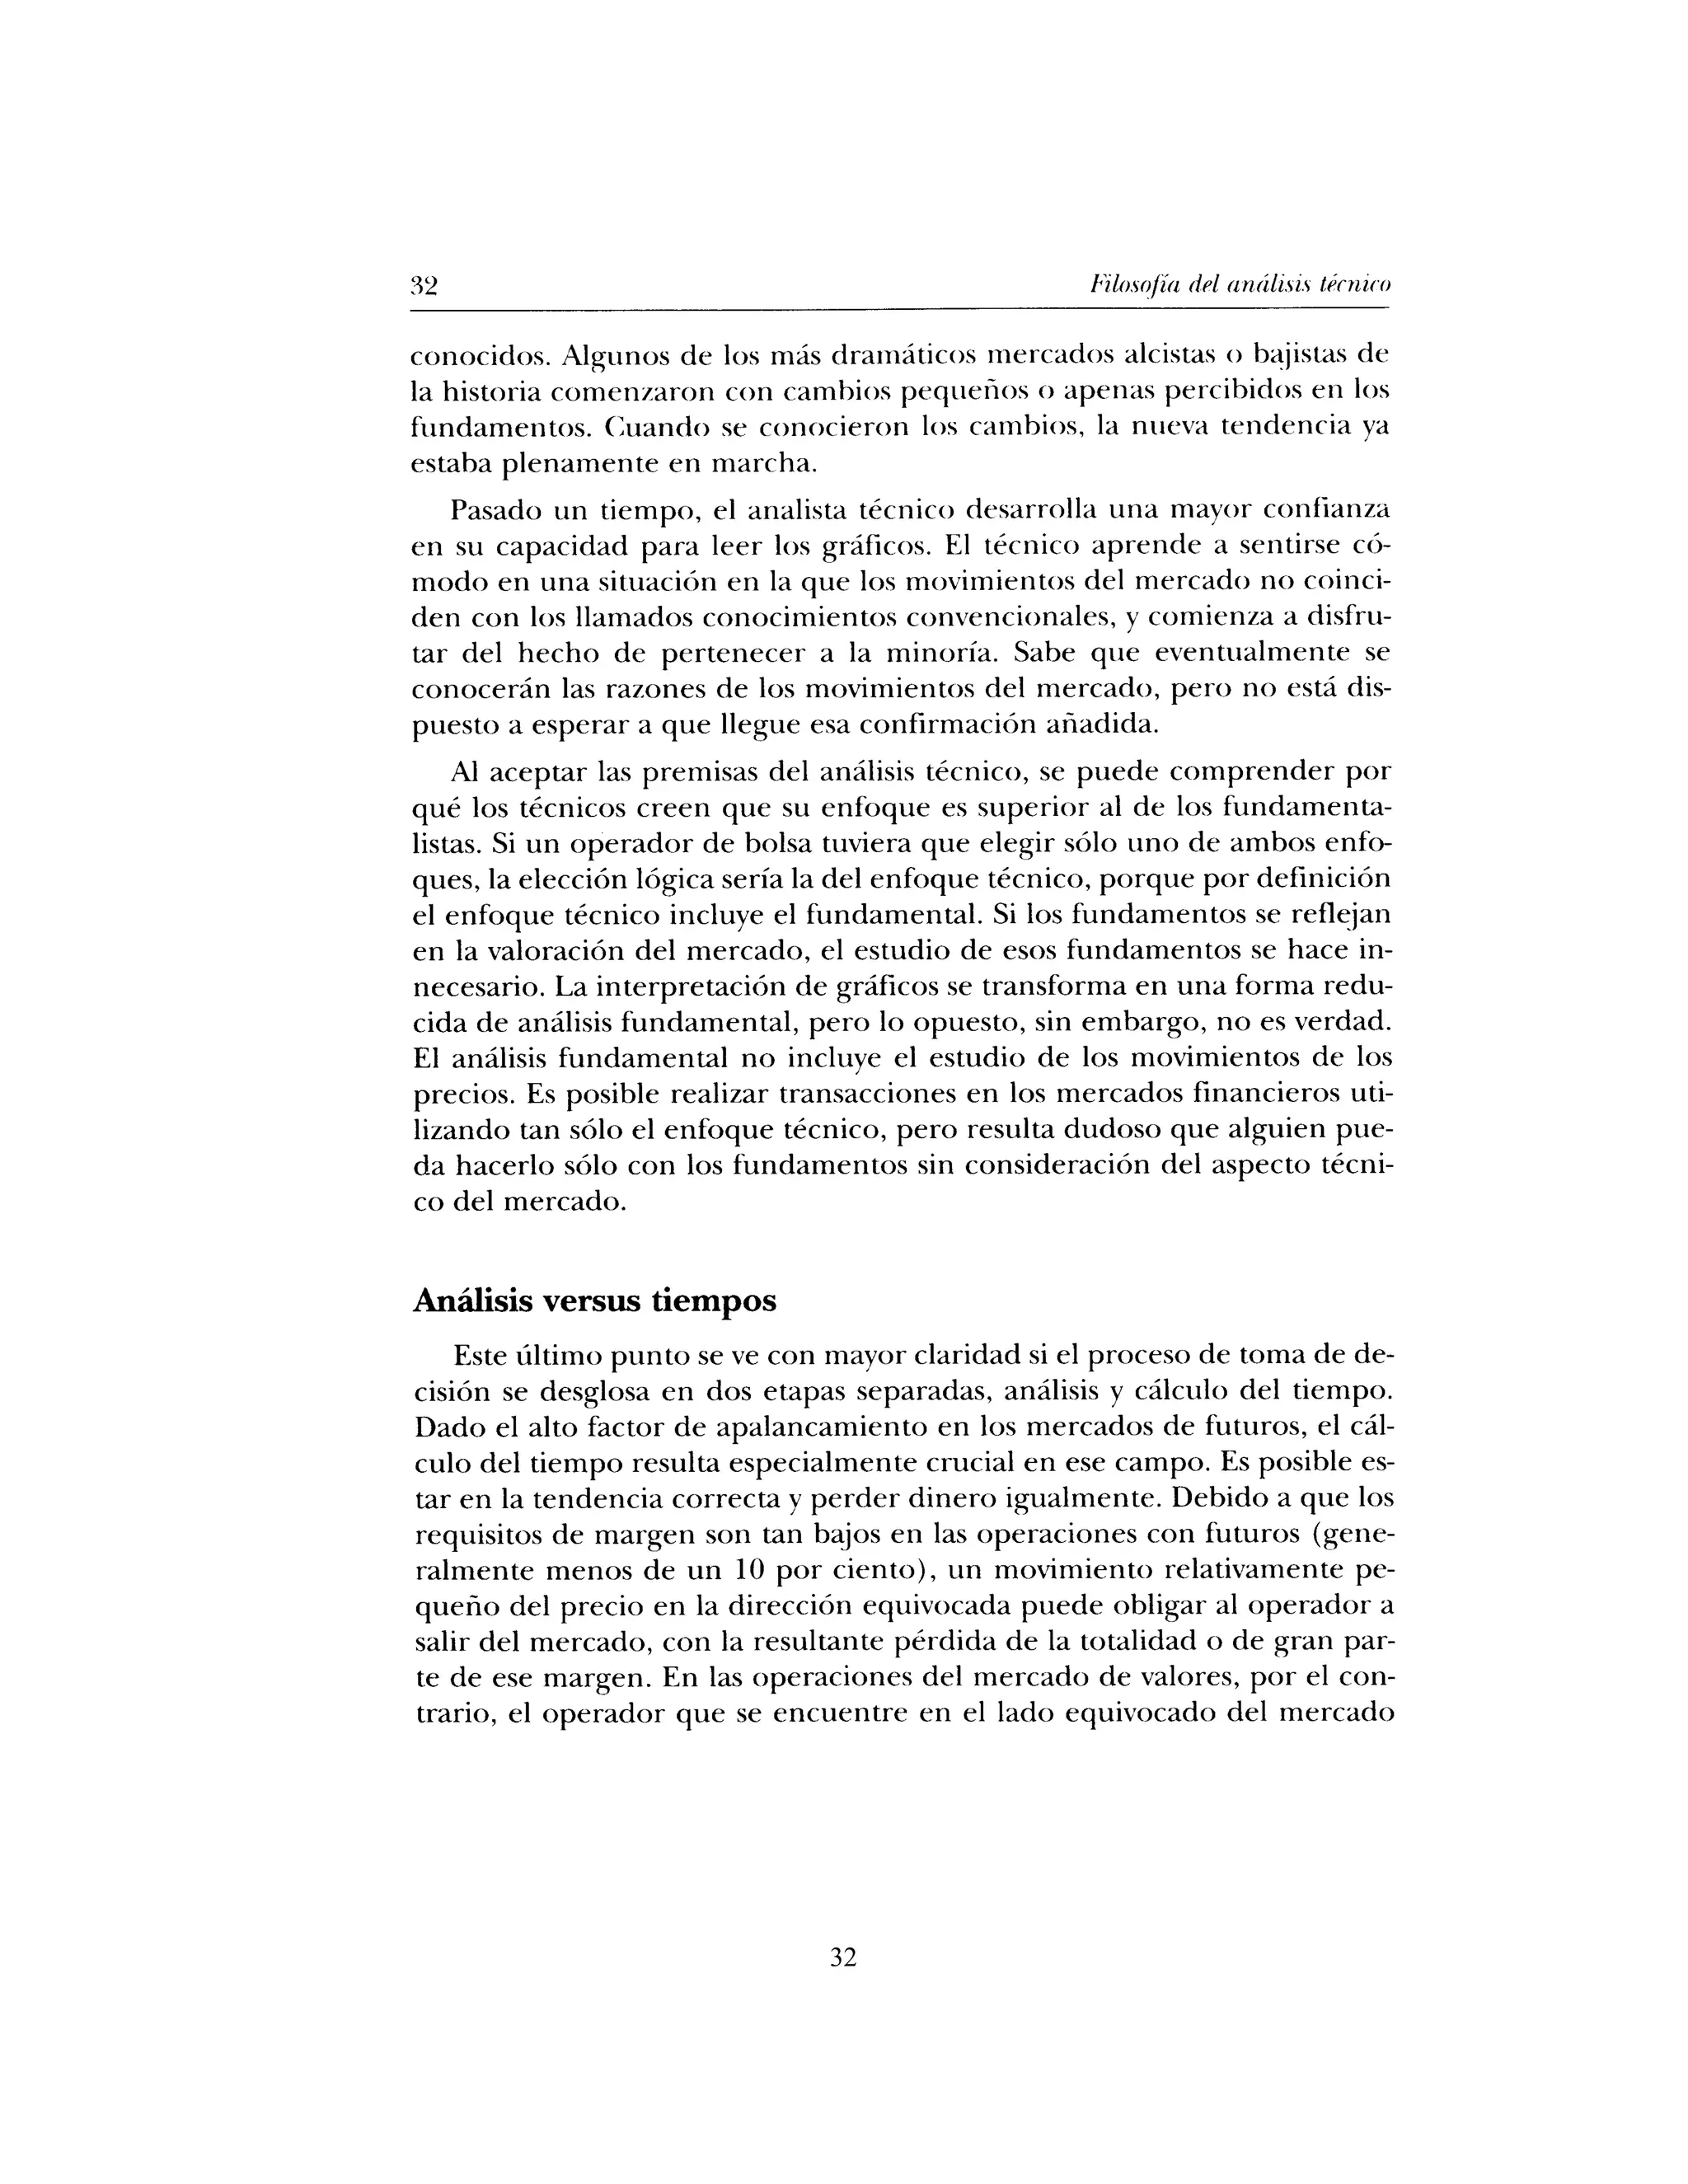 32 Filosofía del análisis técnico
conocidos. Algunos de los más dramáticos mercados alcistas o bajistas de
la historia comenzaron con cambios pequeños o apenas percibidos en los
fundamentos. Cuando se conocieron los cambios, la nueva tendencia ya
estaba plenamente en marcha.
Pasado un tiempo, el analista técnico desarrolla una mayor confianza
en su capacidad para leer los gráficos. El técnico aprende a sentirse có-
modo en una situación en la que los movimientos del mercado no coinci-
den con los llamados conocimientos convencionales, y comienza a disfru-
tar del hecho de pertenecer a la minoría. Sabe que eventualmente se
conocerán las razones de los movimientos del mercado, pero no está dis-
puesto a esperar a que llegue esa confirmación añadida.
Al aceptar las premisas del análisis técnico, se puede comprender por
qué los técnicos creen que su enfoque es superior al de los fundamenta-
listas. Si un operador de bolsa tuviera que elegir sólo uno de ambos enfo-
ques, la elección lógica sería la del enfoque técnico, porque por definición
el enfoque técnico incluye el fundamental. Si los fundamentos se reflejan
en la valoración del mercado, el estudio de esos fundamentos se hace in-
necesario. La interpretación de gráficos se transforma en una forma redu-
cida de análisis fundamental, pero lo opuesto, sin embargo, no es verdad.
El análisis fundamental no incluye el estudio de los movimientos de los
precios. Es posible realizar transacciones en los mercados financieros uti-
lizando tan sólo el enfoque técnico, pero resulta dudoso que alguien pue-
da hacerlo sólo con los fundamentos sin consideración del aspecto técni-
co del mercado.
Análisis versus tiempos
Este último punto se ve con mayor claridad si el proceso de toma de de-
cisión se desglosa en dos etapas separadas, análisis y cálculo del tiempo.
Dado el alto factor de apalancamiento en los mercados de futuros, el cál-
culo del tiempo resulta especialmente crucial en ese campo. Es posible es-
tar en la tendencia correcta y perder dinero igualmente. Debido a que los
requisitos de margen son tan bajos en las operaciones con futuros (gene-
ralmente menos de un 10 por ciento), un movimiento relativamente pe-
queño del precio en la dirección equivocada puede obligar al operador a
salir del mercado, con la resultante pérdida de la totalidad o de gran par-
te de ese margen. En las operaciones del mercado de valores, por el con-
trario, el operador que se encuentre en el lado equivocado del mercado
32